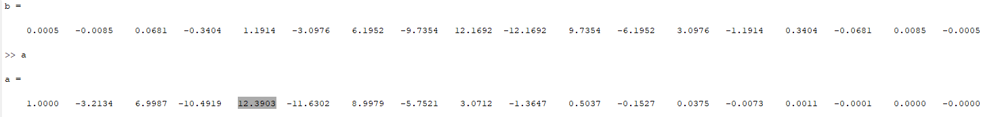 b =
0.0005 -0.0085 0.0681 -0.3404 1.1914 -3.0976 6.1952 -9.7354 12.1692 -12.1692 9.7354 -6.1952 3.0976 -1.1914 0.3404 -0.0681 0.0085 -0.0005
>> a
a =
1.0000 -3.2134 6.9987 -10.4919 12.3903 -11.6302 8.9979 -5.7521 3.0712 -1.3647 0.5037 -0.1527 0.0375 -0.0073 0.0011 -0.0001 0.0000 -0.0000